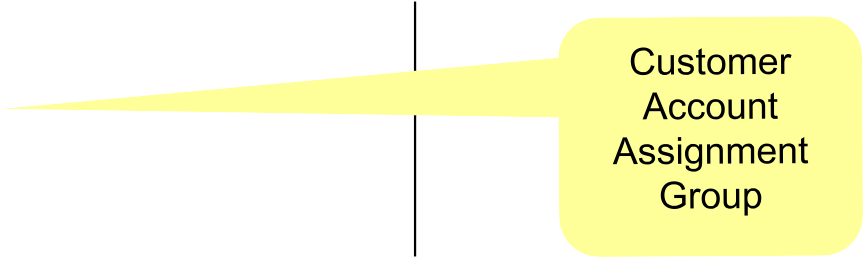 Customer
Account
Assignment
Group